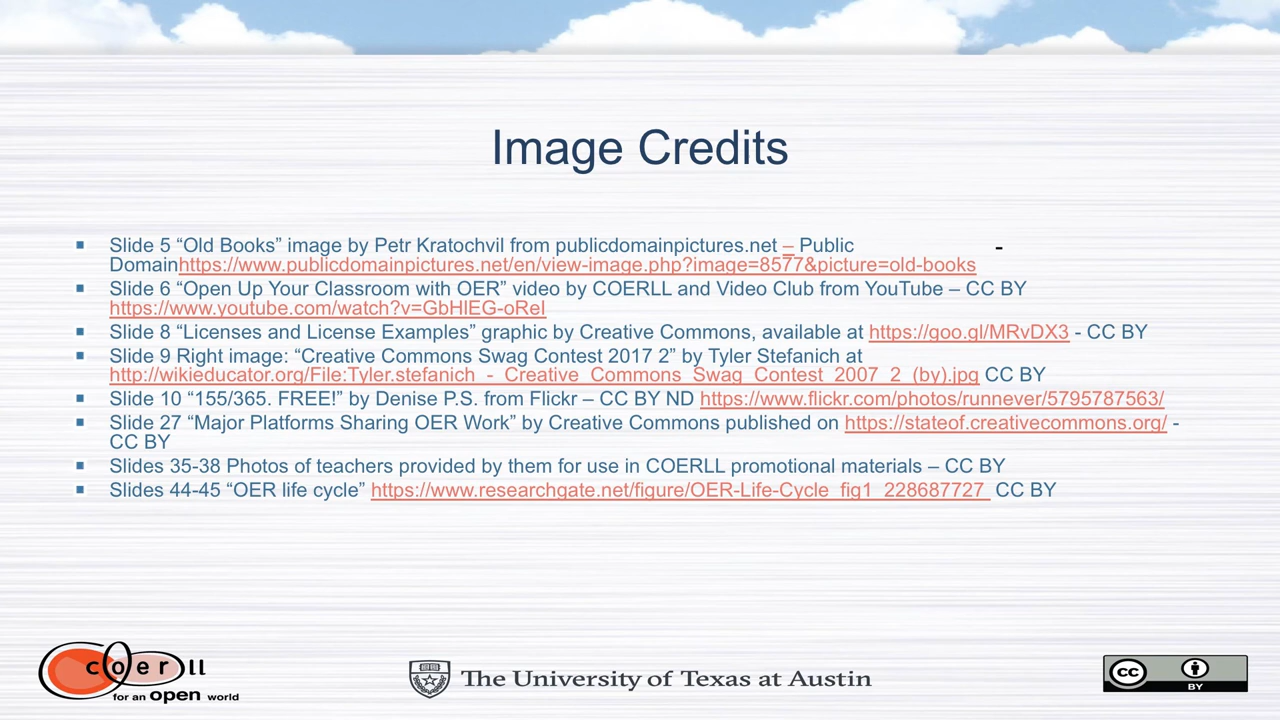 Image Credits
Slide 5 “Old Books” image by Petr Kratochvil from publicdomainpictures.net – Public -
Domainhttps://www.publicdomainpictures.net/en/view-image.php?image=8577&picture=old-books
Slide 6 “Open Up Your Classroom with OER” video by COERLL and Video Club from YouTube – CC BY
https://www.youtube.com/watch?v=GbHIEG-oReI
Slide 8 “Licenses and License Examples” graphic by Creative Commons, available at https://goo.gl/MRvDX3 - CC BY
Slide 9 Right image: “Creative Commons Swag Contest 2017 2” by Tyler Stefanich at
http://wikieducator.org/File:Tyler.stefanich_-_Creative_Commons_Swag_Contest_2007_2_(by).jpg CC BY
Slide 10 “155/365. FREE!” by Denise P.S. from Flickr – CC BY ND https://www.flickr.com/photos/runnever/5795787563/
Slide 27 “Major Platforms Sharing OER Work” by Creative Commons published on https://stateof.creativecommons.org/ -
CC BY
Slides 35-38 Photos of teachers provided by them for use in COERLL promotional materials – CC BY
Slides 44-45 “OER life cycle” https://www.researchgate.net/figure/OER-Life-Cycle_fig1_228687727_ CC BY
coerll
for an open world
The University of Texas at Austin
cc
BY